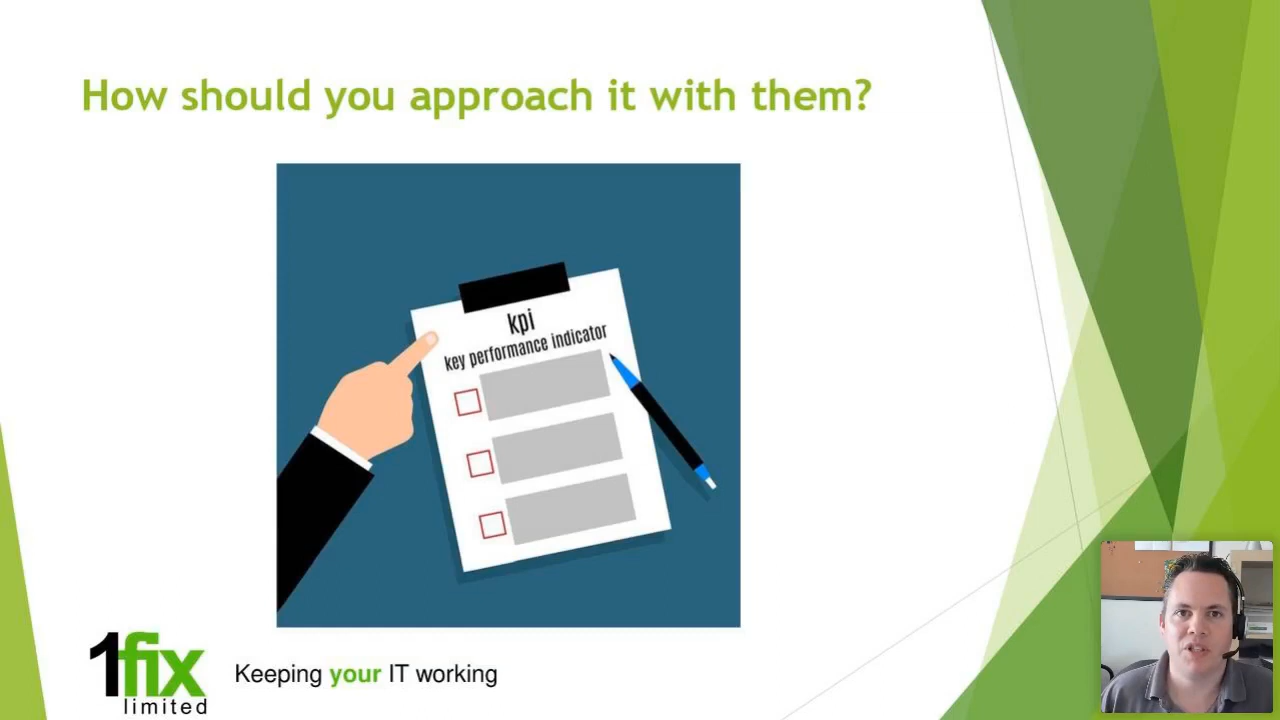 How should you approach it with them?
kpi
key performance indicator
1fix
limited
Keeping your IT working